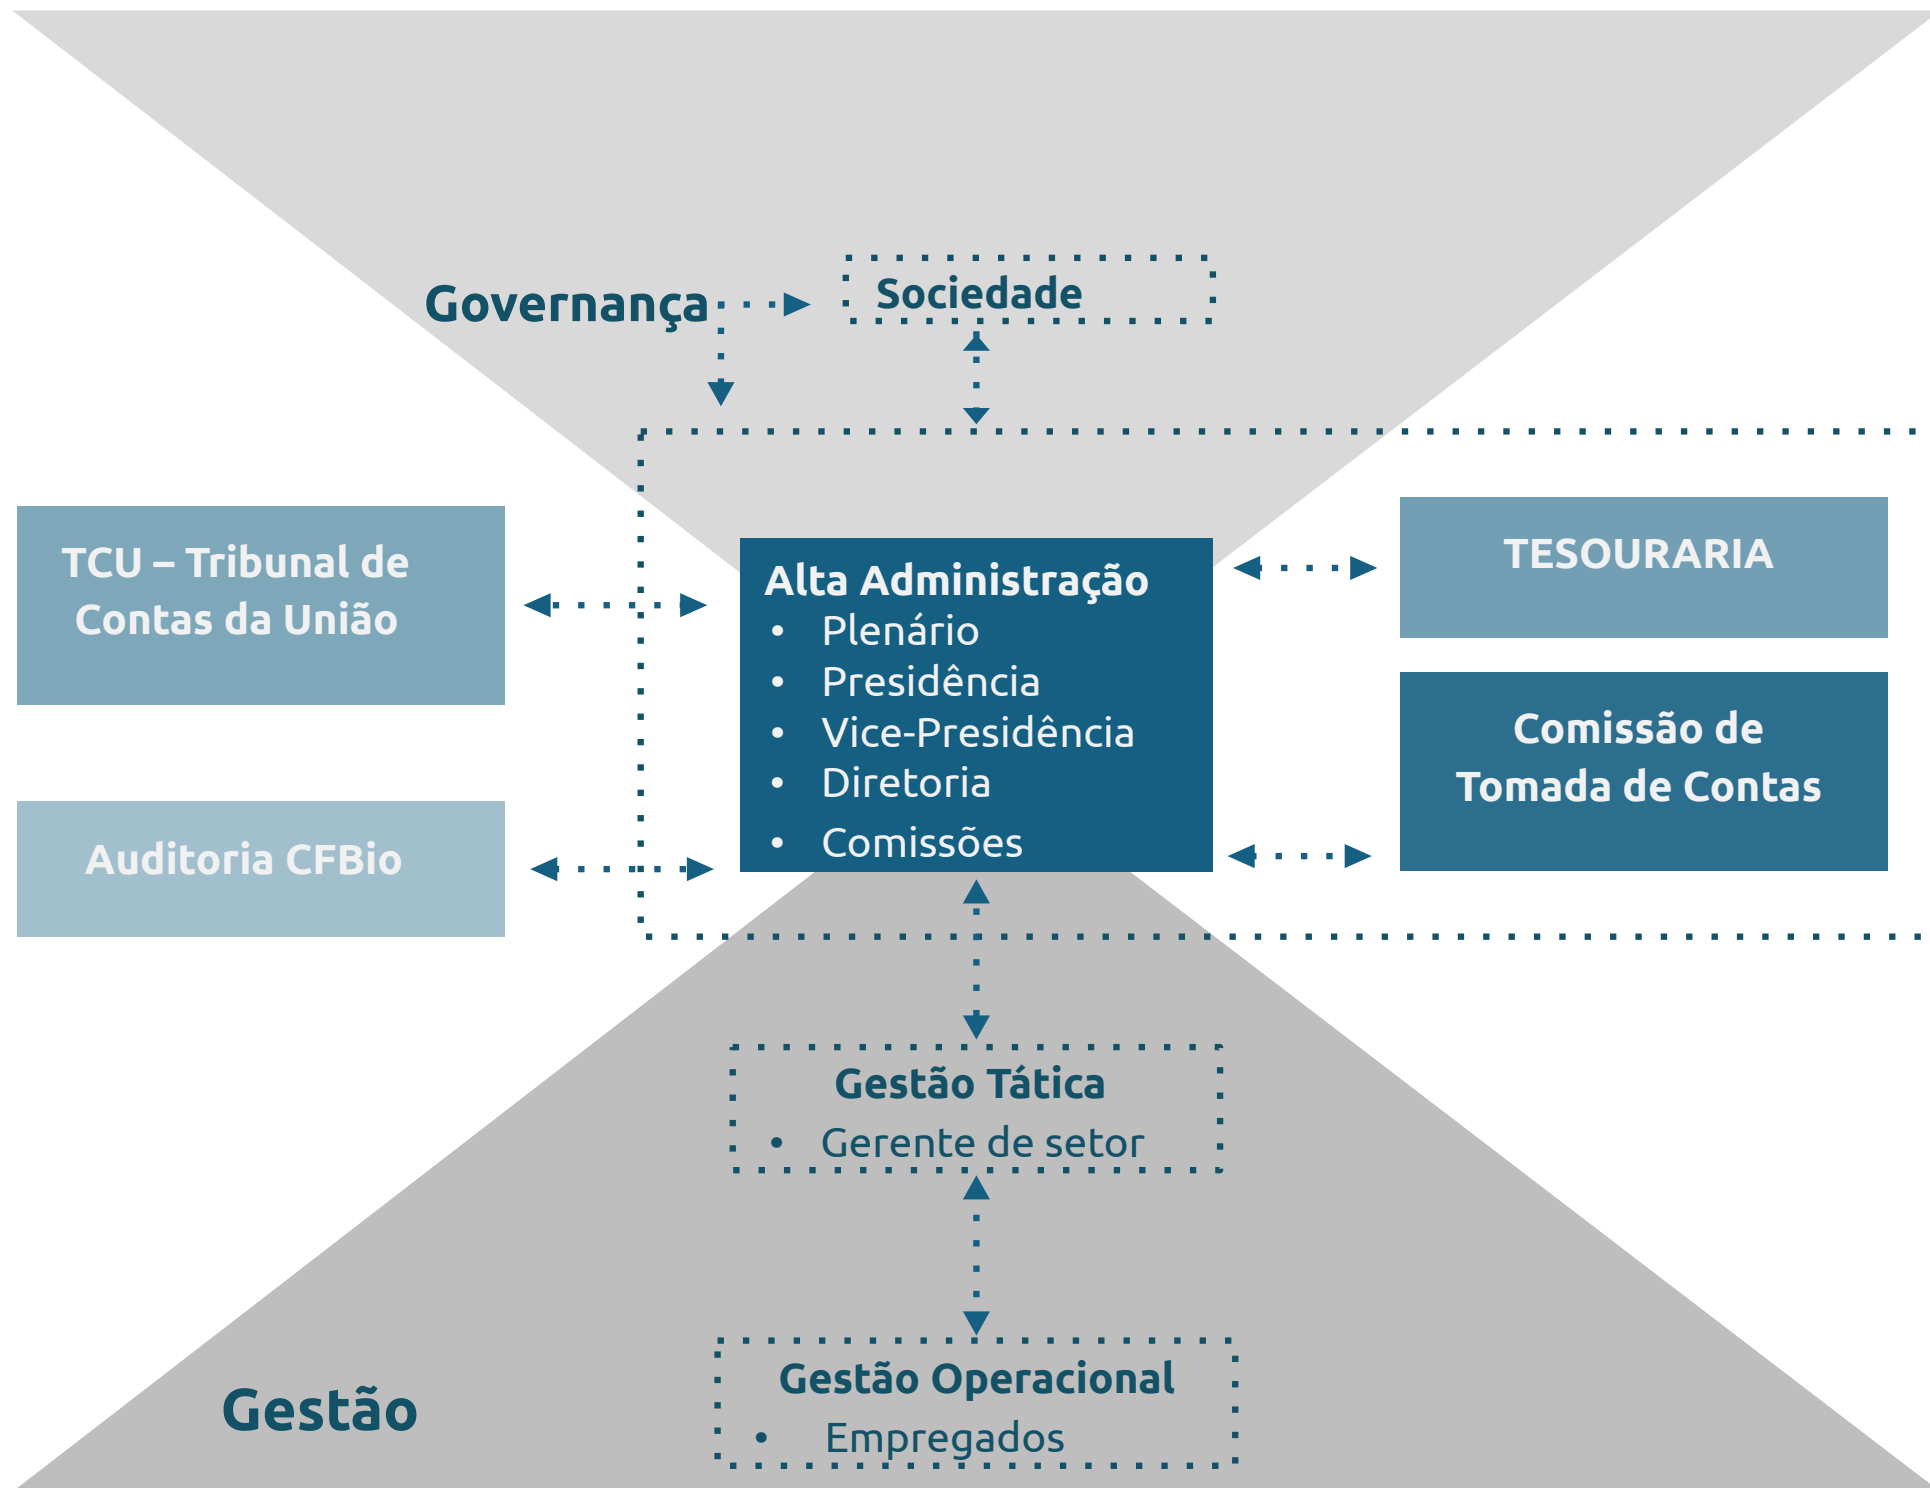 Governança
Sociedade
TCU – Tribunal de
Contas da União
Auditoria CFBio
Alta Administração
• Plenário
• Presidência
• Vice-Presidência
• Diretoria
• Comissões
TESOURARIA
Comissão de
Tomada de Contas
Gestão Tática
• Gerente de setor
Gestão Operacional
• Empregados
Gestão